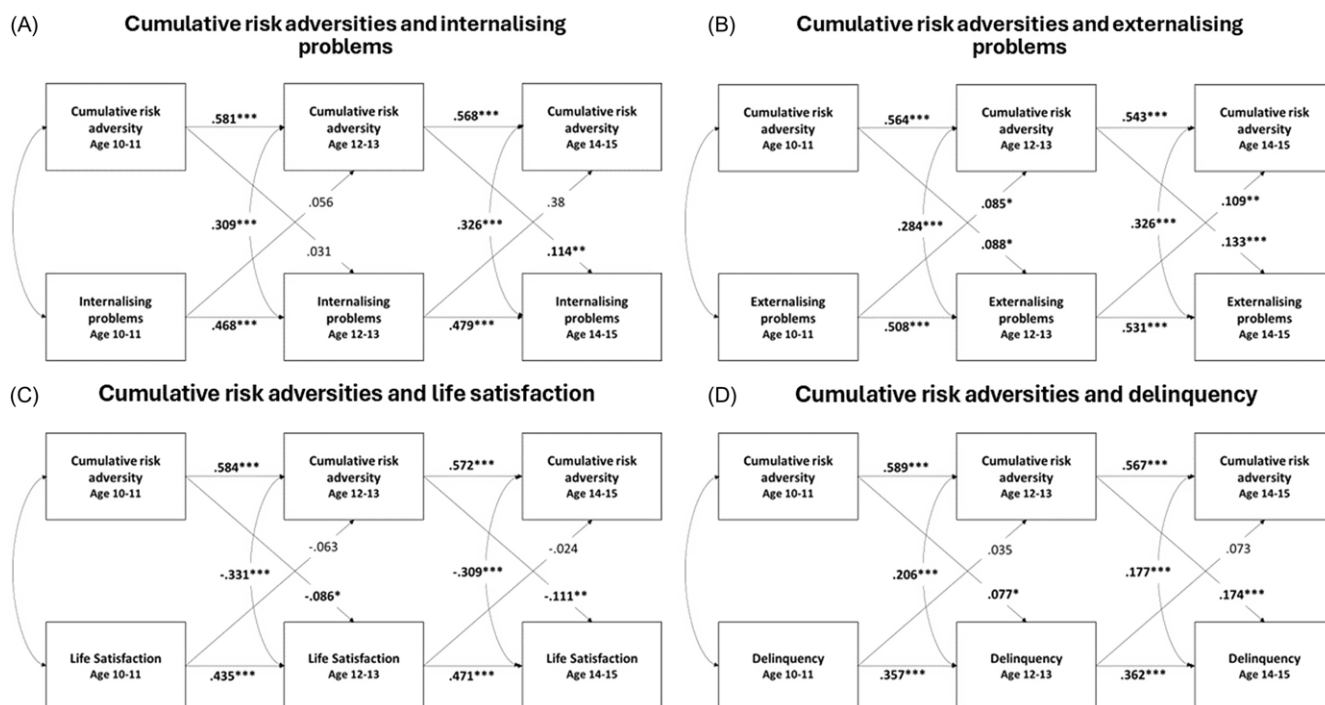 (A)
Cumulative risk adversities and internalising
problems
Cumulative risk
adversity
Age 10-11
.581***
Cumulative risk
adversity
Age 12-13
.568***
Cumulative risk
adversity
Age 14-15
.056
.38
.309***
.326***
.031
.114**
Internalising
problems
Age 10-11
.468***
Internalising
problems
Age 12-13
.479***
Internalising
problems
Age 14-15
(B)
Cumulative risk adversities and externalising
problems
Cumulative risk
adversity
Age 10-11
.564***
Cumulative risk
adversity
Age 12-13
.543***
Cumulative risk
adversity
Age 14-15
.085*
.109**
.284***
.326***
.088*
.133***
Externalising
problems
Age 10-11
.508***
Externalising
problems
Age 12-13
.531***
Externalising
problems
Age 14-15
(C)
Cumulative risk adversities and life satisfaction
Cumulative risk
adversity
Age 10-11
.584***
Cumulative risk
adversity
Age 12-13
.572***
Cumulative risk
adversity
Age 14-15
-.063
-.024
-.331***
-.309***
-.086*
-.111**
Life Satisfaction
Age 10-11
.435***
Life Satisfaction
Age 12-13
.471***
Life Satisfaction
Age 14-15
(D)
Cumulative risk adversities and delinquency
Cumulative risk
adversity
Age 10-11
.589***
Cumulative risk
adversity
Age 12-13
.567***
Cumulative risk
adversity
Age 14-15
.035
.073
.206***
.177***
.077*
.174***
Delinquency
Age 10-11
.357***
Delinquency
Age 12-13
.362***
Delinquency
Age 14-15